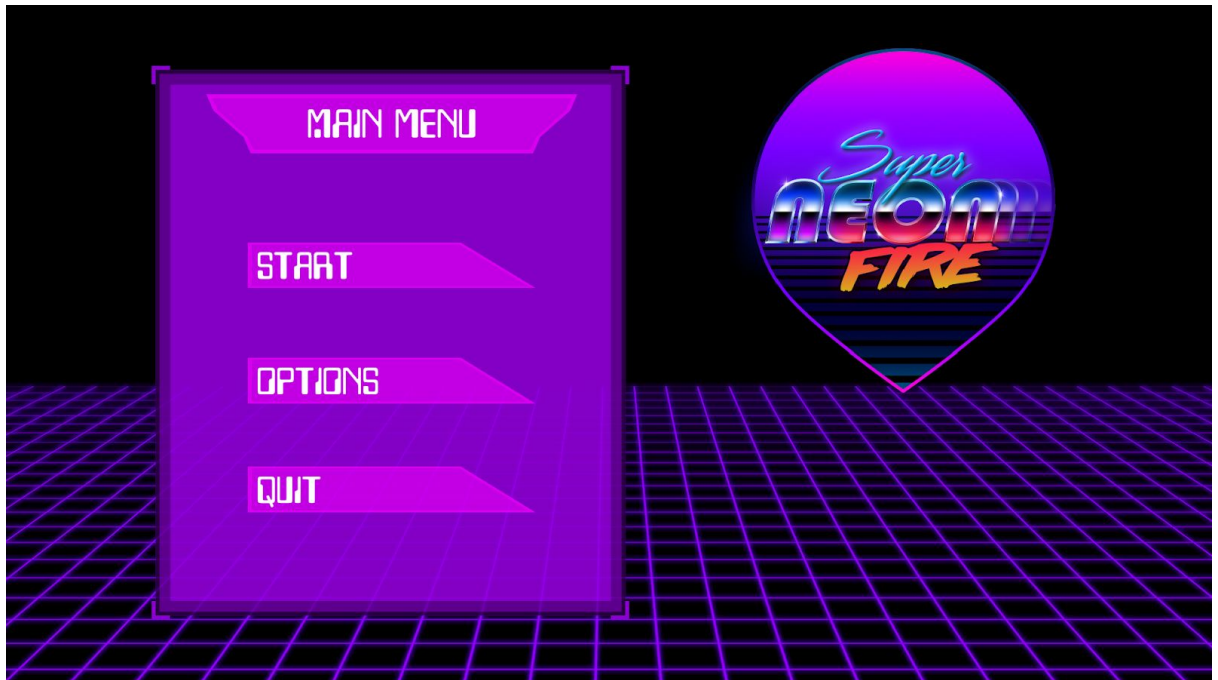 MAIN MENU
START
OPTIONS
QUIT
Super
NEON
FIRE